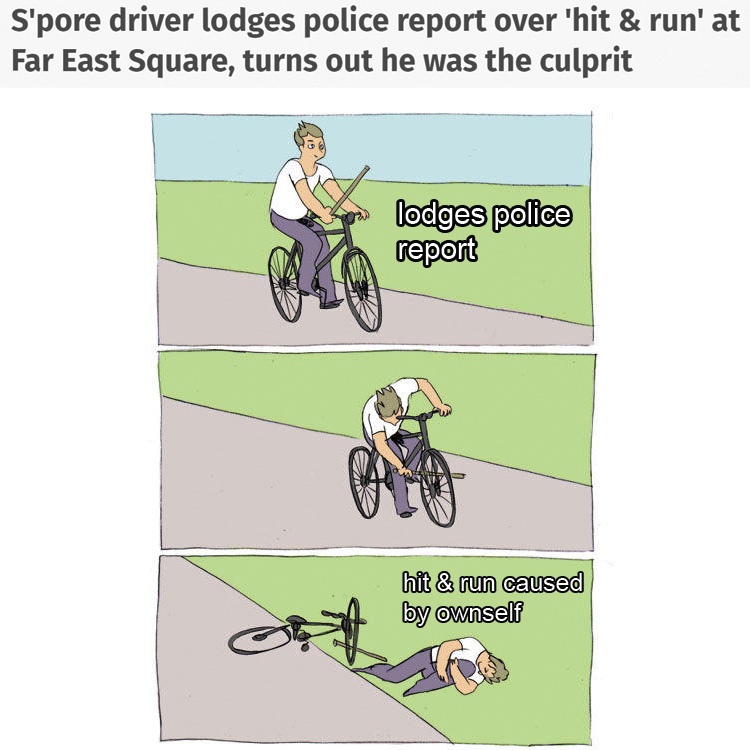 S'pore driver lodges police report over 'hit & run' at
Far East Square, turns out he was the culprit
lodges police
report
hit & run caused
by ownself